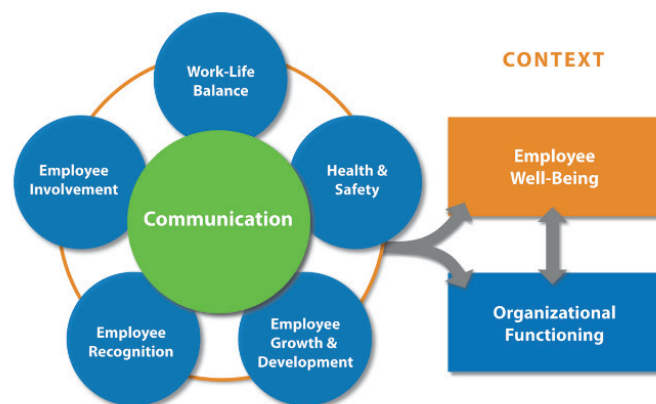 Work-Life
Balance
Employee
Involvement
Health &
Safety
Communication
Employee
Recognition
Employee
Growth &
Development
CONTEXT
Employee
Well-Being
Organizational
Functioning